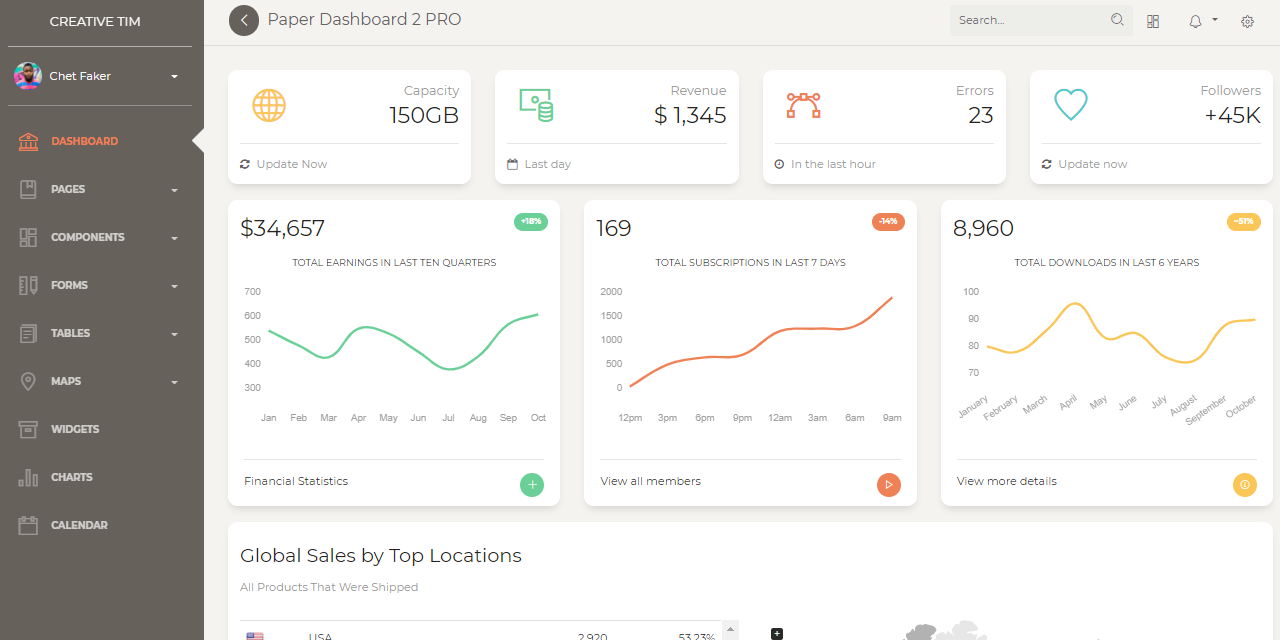 CREATIVE TIM
Chet Faker
DASHBOARD
PAGES
COMPONENTS
FORMS
TABLES
MAPS
WIDGETS
CHARTS
CALENDAR
Paper Dashboard 2 PRO
Search...
Capacity
150GB
Update Now
Revenue
$ 1,345
Last day
Errors
23
In the last hour
Followers
+45K
Update now
$34,657
+18%
TOTAL EARNINGS IN LAST TEN QUARTERS
700
600
500
400
300
Jan Feb Mar Apr May Jun Jul Aug Sep Oct
Financial Statistics
169
-14%
TOTAL SUBSCRIPTIONS IN LAST 7 DAYS
2000
1500
1000
500
0
12pm 3pm 6pm 9pm 12am 3am 6am 9am
View all members
8,960
~51%
TOTAL DOWNLOADS IN LAST 6 YEARS
100
90
80
70
January February March April May June July August September October
View more details
Global Sales by Top Locations
All Products That Were Shipped
USA 2.920 53.23%
+